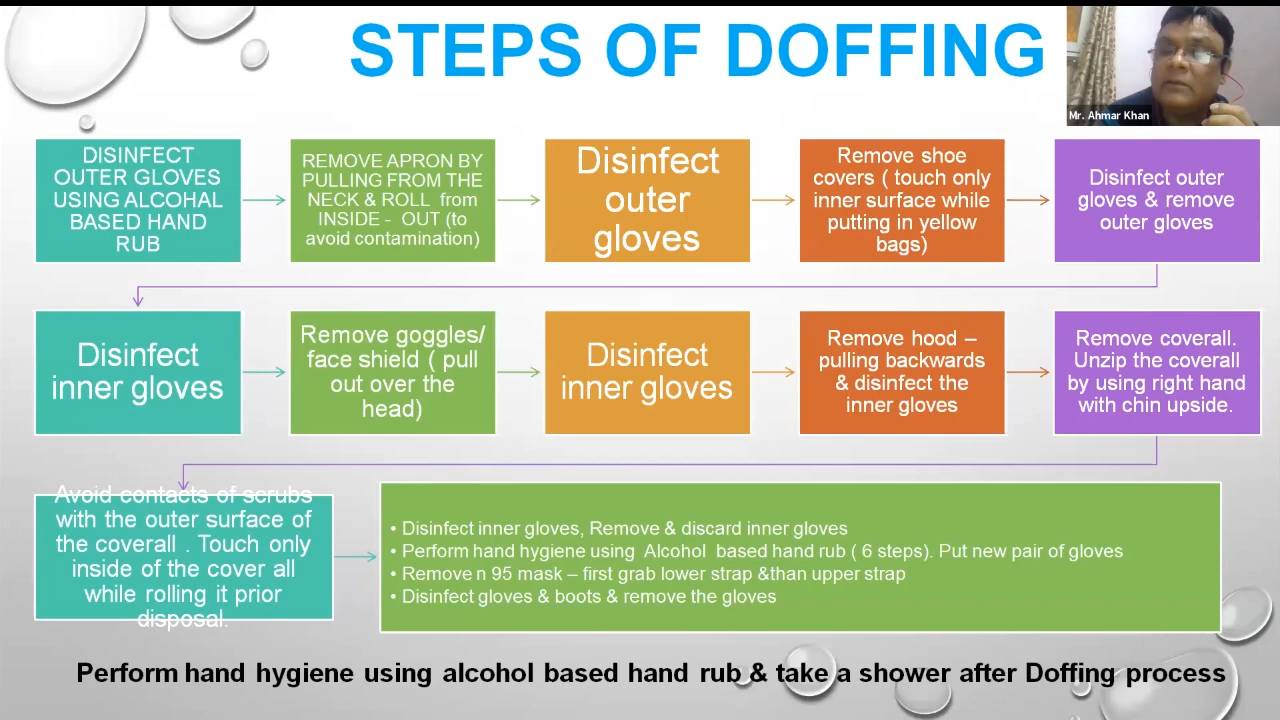 STEPS OF DOFFING
Mr. Ahmar Khan
DISINFECT
OUTER GLOVES
USING ALCOHAL
BASED HAND
RUB
REMOVE APRON BY
PULLING FROM THE
NECK & ROLL from
INSIDE - OUT (to
avoid contamination)
Disinfect
outer
gloves
Remove shoe
covers ( touch only
inner surface while
putting in yellow
bags)
Disinfect outer
gloves & remove
outer gloves
Disinfect
inner gloves
Remove goggles/
face shield ( pull
out over the
head)
Disinfect
inner gloves
Remove hood –
pulling backwards
& disinfect the
inner gloves
Remove coverall.
Unzip the coverall
by using right hand
with chin upside.
Avoid contacts of scrubs
with the outer surface of
the coverall . Touch only
inside of the cover all
while rolling it prior
disposal.
• Disinfect inner gloves, Remove & discard inner gloves
• Perform hand hygiene using Alcohol based hand rub ( 6 steps). Put new pair of gloves
• Remove n 95 mask – first grab lower strap &than upper strap
• Disinfect gloves & boots & remove the gloves
Perform hand hygiene using alcohol based hand rub & take a shower after Doffing process